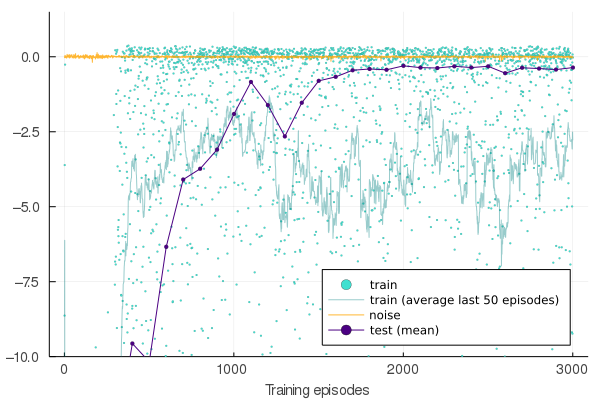 0.0
−2.5
−5.0
−7.5
−10.0
train
train (average last 50 episodes)
noise
test (mean)
0 1000 2000 3000
Training episodes